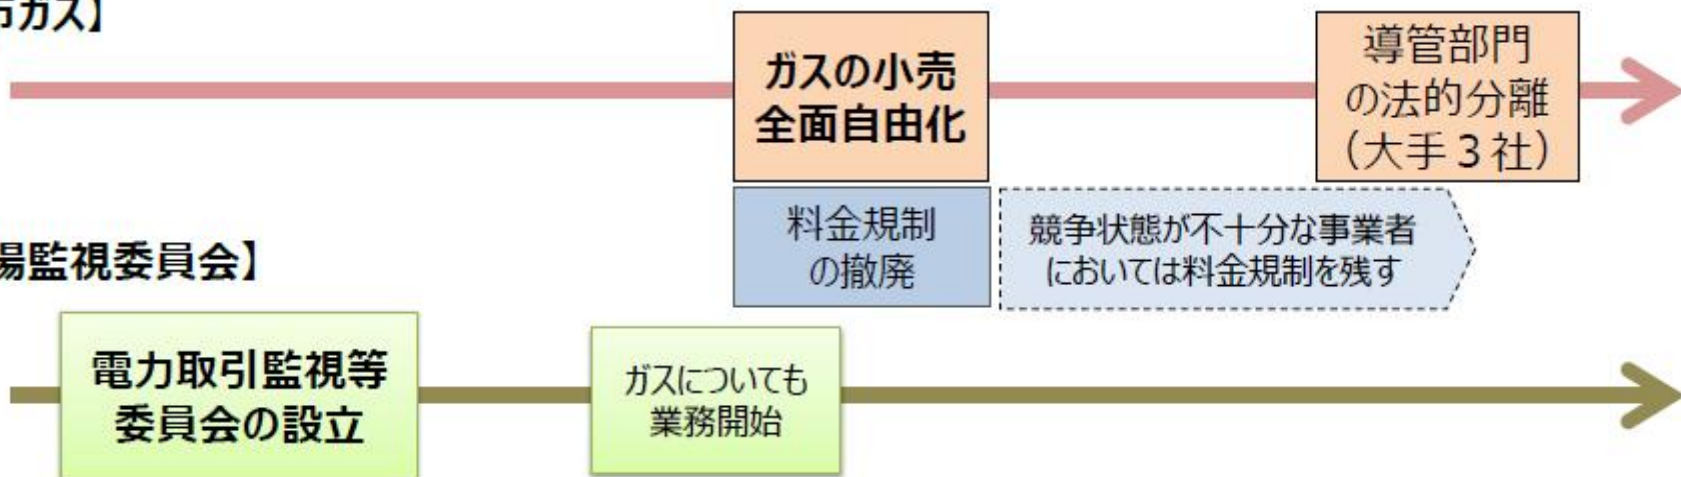 市ガス】
ガスの小売
全面自由化
導管部門
の法的分離
（大手３社）
料金規制
の撤廃
競争状態が不十分な事業者
においては料金規制を残す
場監視委員会】
電力取引監視等
委員会の設立
ガスについても
業務開始